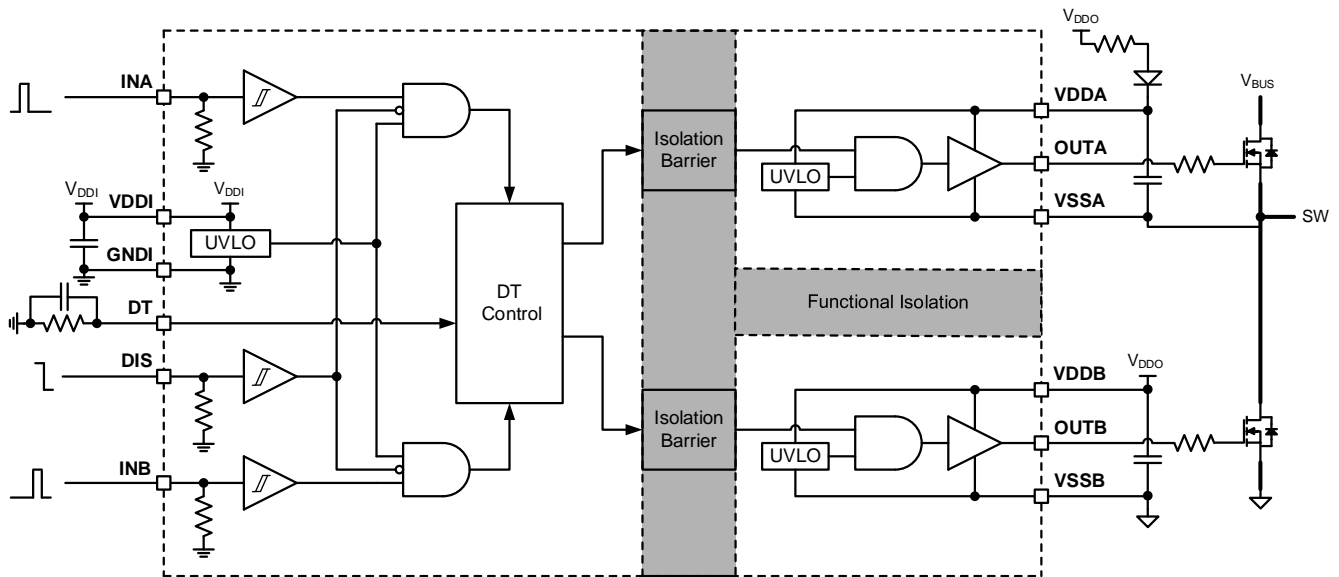 VDDO
INA
VDDA
VBUS
Isolation
Barrier
OUTA
UVLO
VDDI
VDDI
VDDI
VSSA
SW
UVLO
GNDI
DT
Control
Functional Isolation
DT
DIS
VDDB
VDDO
Isolation
Barrier
OUTB
UVLO
INB
VSSB